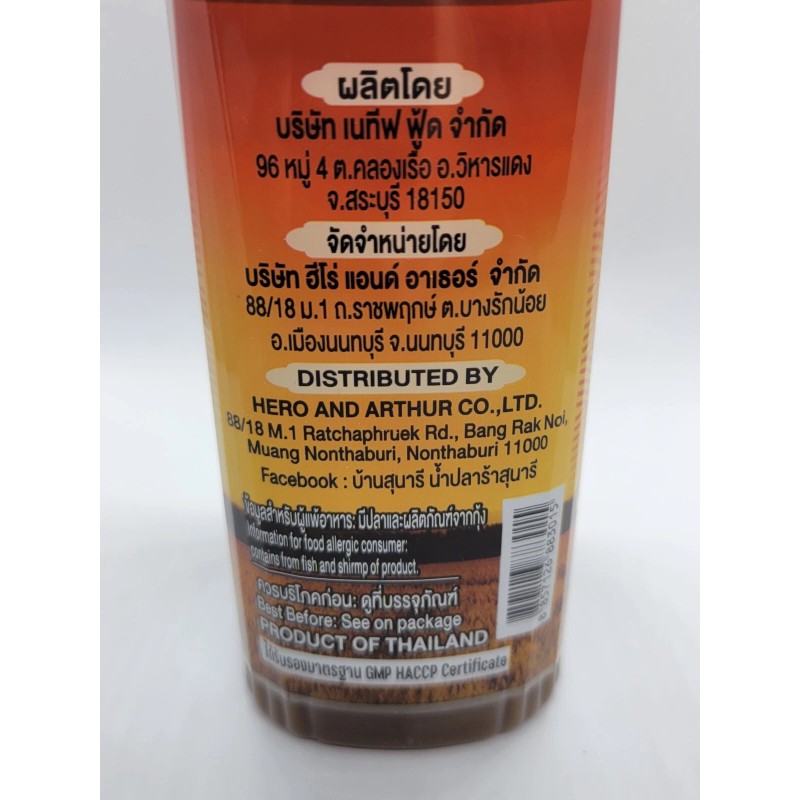 ผลิตโดย
บริษัท เนทีฟ ฟู้ด จำกัด
96 หมู่ 4 ต.คลองเรือ อ.วิหารแดง
จ.สระบุรี 18150
จัดจำหน่ายโดย
บริษัท ฮีโร่ แอนด์ อาเธอร์ จำกัด
88/18 ม.1 ถ.ราชพฤกษ์ ต.บางรักน้อย
อ.เมืองนนทบุรี จ.นนทบุรี 11000
DISTRIBUTED BY
HERO AND ARTHUR CO.,LTD.
88/18 M.1 Ratchaphruek Rd., Bang Rak Noi,
Muang Nonthaburi, Nonthaburi 11000
Facebook : บ้านสุนารี น้ำปลาร้าสุนารี
ข้อมูลสำหรับผู้แพ้อาหาร: มีปลาและผลิตภัณฑ์จากกุ้ง
Information for food allergic consumer:
contains from fish and shirmp of product.
ควรบริโภคก่อน: ดูที่บรรจุภัณฑ์
Best Before: See on package
PRODUCT OF THAILAND
ได้รับรองมาตรฐาน GMP HACCP Certificate